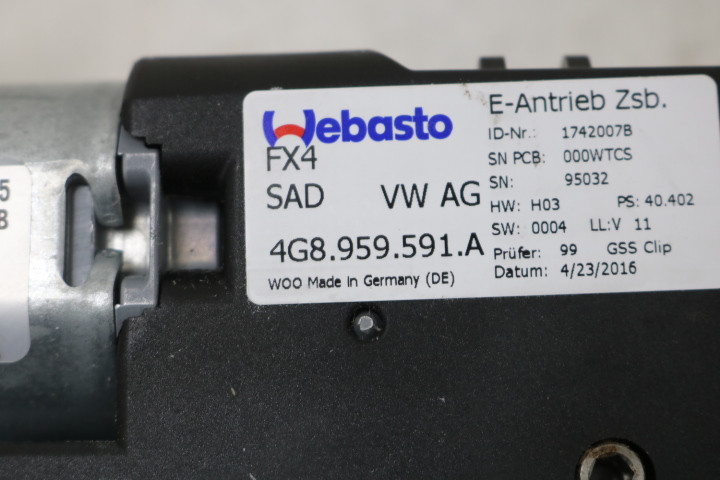 Webasto
FX4
SAD VW AG
4G8.959.591.A
WOO Made in Germany (DE)
E-Antrieb Zsb.
ID-Nr.: 1742007B
SN PCB: 000WTCS
SN: 95032
HW: H03 PS: 40.402
SW: 0004 LL:V 11
Prüfer: 99 GSS Clip
Datum: 4/23/2016
5
B